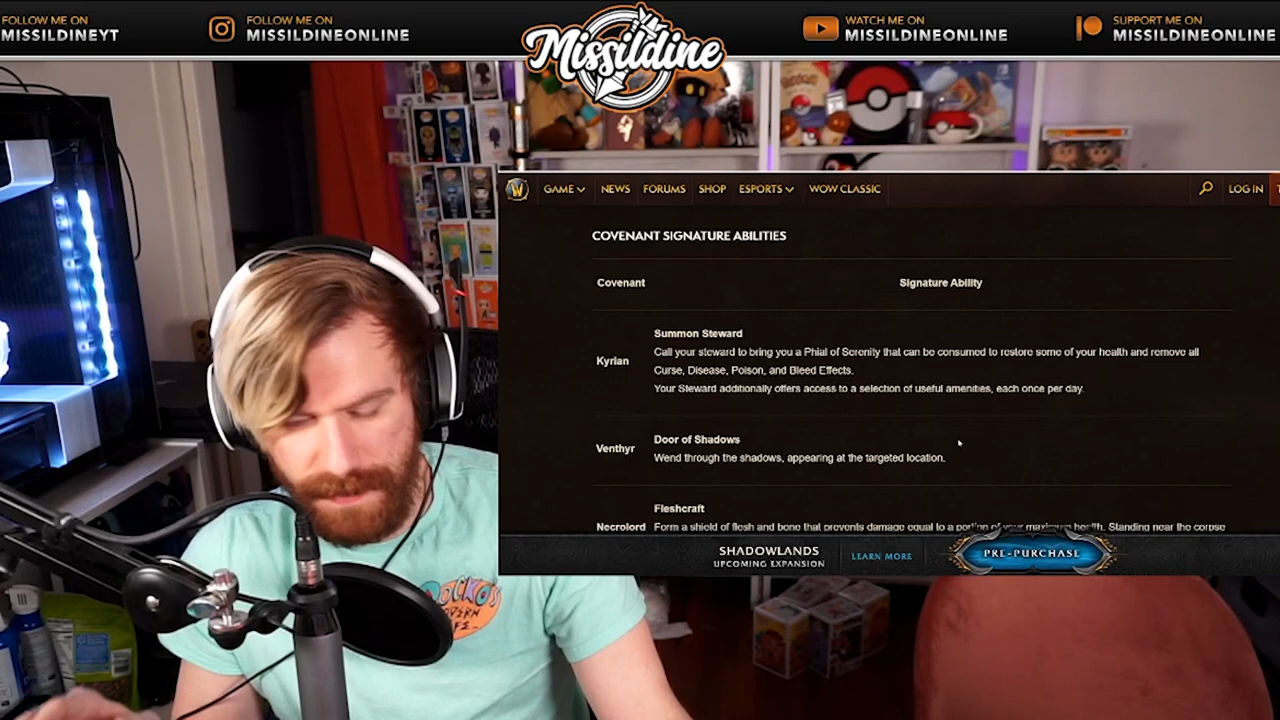 FOLLOW ME ON
MISSILDINEYT
FOLLOW ME ON
MISSILDINEONLINE
Missildine
WATCH ME ON
MISSILDINEONLINE
SUPPORT ME ON
MISSILDINEONLINE
W GAME NEWS FORUMS SHOP ESPORTS WOW CLASSIC LOG IN
COVENANT SIGNATURE ABILITIES
Covenant Signature Ability
Summon Steward
Kyrian
Call your steward to bring you a Phial of Serenity that can be consumed to restore some of your health and remove all
Curse, Disease, Poison, and Bleed Effects.
Your Steward additionally offers access to a selection of useful amenities, each once per day.
Door of Shadows
Venthyr
Wend through the shadows, appearing at the targeted location.
Fleshcraft
Necrolord Form a shield of flesh and bone that prevents damage equal to a portion of your maximum health. Standing near the corpse
SHADOWLANDS
UPCOMING EXPANSION
LEARN MORE
PRE-PURCHASE